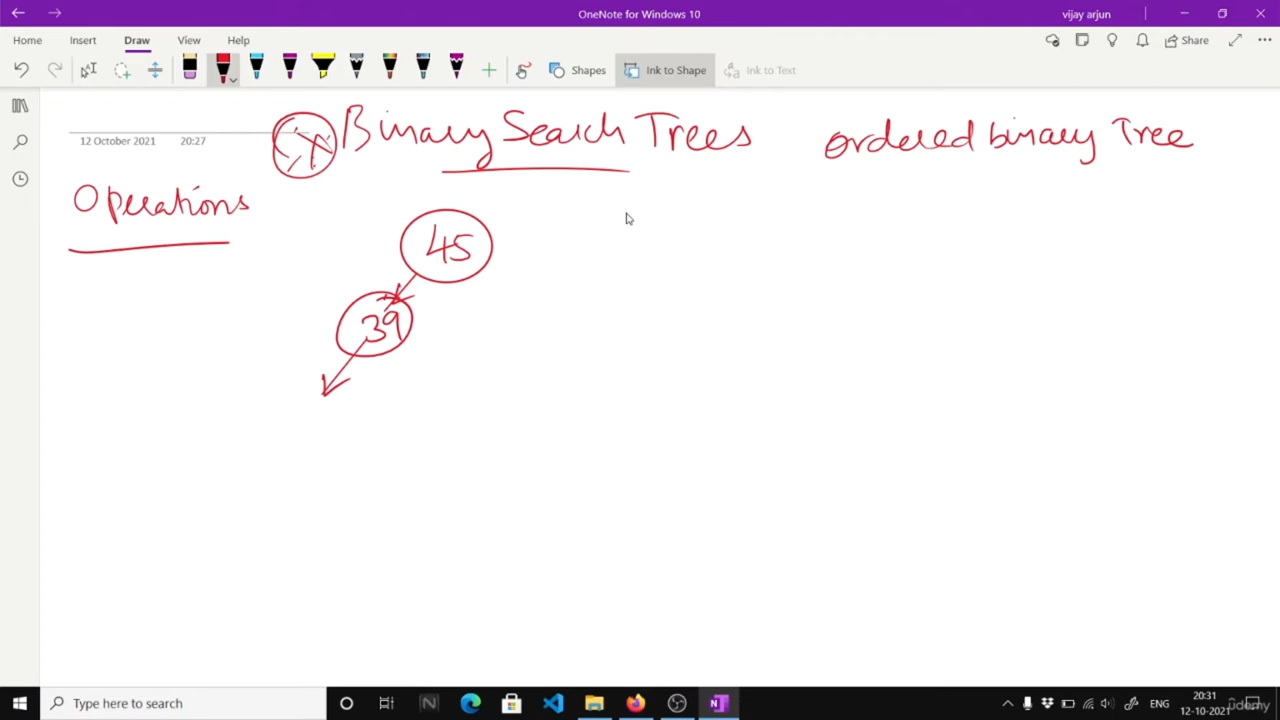 OneNote for Windows 10
vijay arjun
Home Insert Draw View Help
Share
Shapes
Ink to Shape
Ink to Text
12 October 2021 20:27
Binary Search Trees
ordered binary Tree
Operations
45
39
Type here to search
ENG
20:31
12-10-2021
udemy